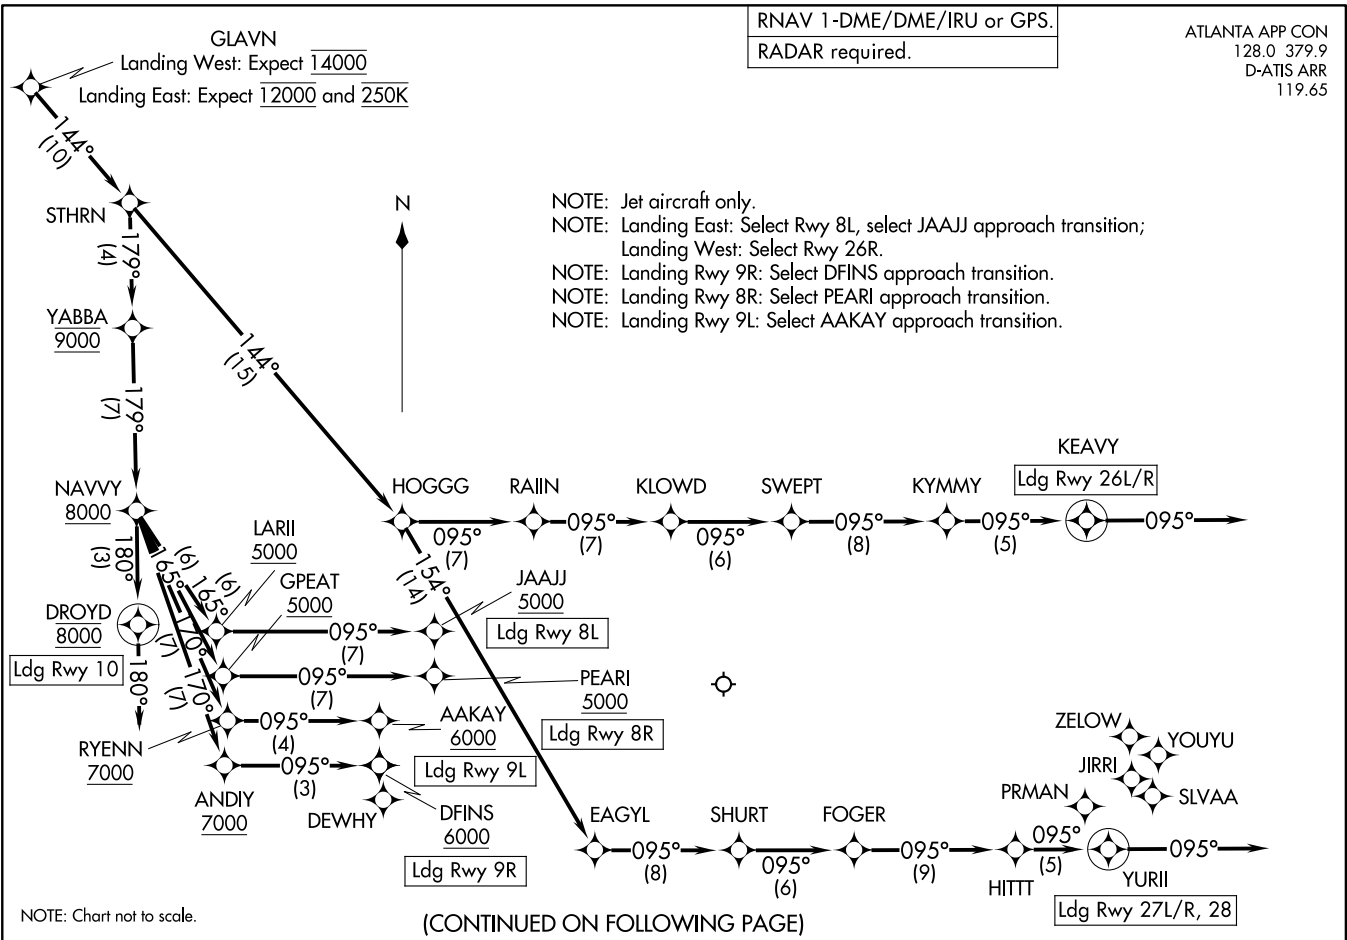 RNAV 1-DME/DME/IRU or GPS.
RADAR required.
ATLANTA APP CON
128.0 379.9
D-ATIS ARR
119.65
GLAVN
Landing West: Expect 14000
Landing East: Expect 12000 and 250K
144°
(10)
STHRN
N
NOTE: Jet aircraft only.
NOTE: Landing East: Select Rwy 8L, select JAAJJ approach transition;
Landing West: Select Rwy 26R.
NOTE: Landing Rwy 9R: Select DFINS approach transition.
NOTE: Landing Rwy 8R: Select PEARI approach transition.
NOTE: Landing Rwy 9L: Select AAKAY approach transition.
179°
(4)
YABBA
9000
144°
(15)
179°
(7)
NAVVY
8000
HOGGG
RAIIN
KLOWD
SWEPT
KYMMY
KEAVY
Ldg Rwy 26L/R
095°
(7)
095°
(7)
095°
(6)
095°
(8)
095°
(5)
095°
LARII
5000
GPEAT
5000
180°
(3)
165°
(6)
165°
(6)
170°
(7)
170°
(7)
154°
(14)
JAAJJ
5000
Ldg Rwy 8L
DROYD
8000
Ldg Rwy 10
180°
095°
(7)
095°
(7)
PEARI
5000
Ldg Rwy 8R
RYENN
7000
095°
(4)
AAKAY
6000
Ldg Rwy 9L
ANDIY
7000
095°
(3)
DEWHY
DFINS
6000
Ldg Rwy 9R
ZELOW
YOUYU
JIRRI
SLVAA
PRMAN
EAGYL
SHURT
FOGER
095°
(8)
095°
(6)
095°
(9)
HITTT
095°
(5)
YURII
095°
Ldg Rwy 27L/R, 28
NOTE: Chart not to scale.
(CONTINUED ON FOLLOWING PAGE)